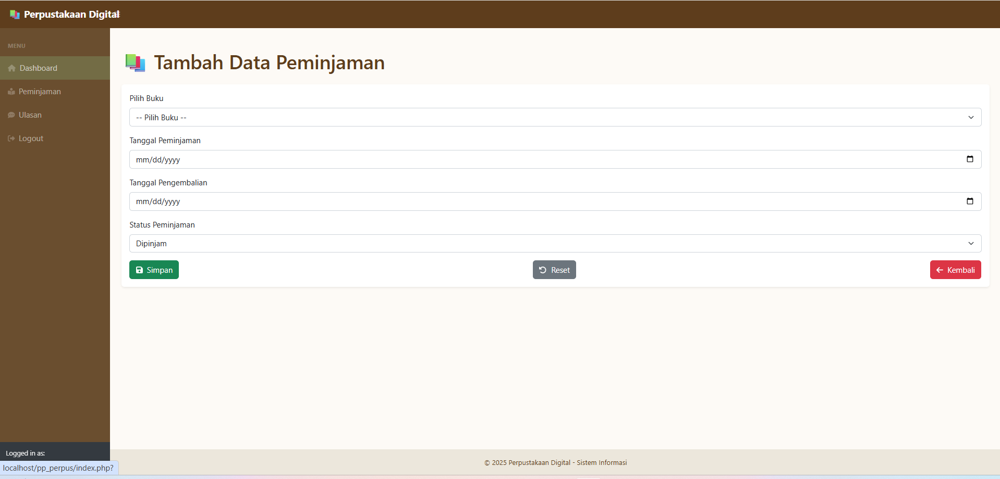 Perpustakaan Digital
MENU
Dashboard
Peminjaman
Ulasan
Logout
Tambah Data Peminjaman
Pilih Buku
-- Pilih Buku --
Tanggal Peminjaman
mm/dd/yyyy
Tanggal Pengembalian
mm/dd/yyyy
Status Peminjaman
Dipinjam
Simpan
Reset
Kembali
Logged in as:
localhost/pp_perpus/index.php?
© 2025 Perpustakaan Digital - Sistem Informasi